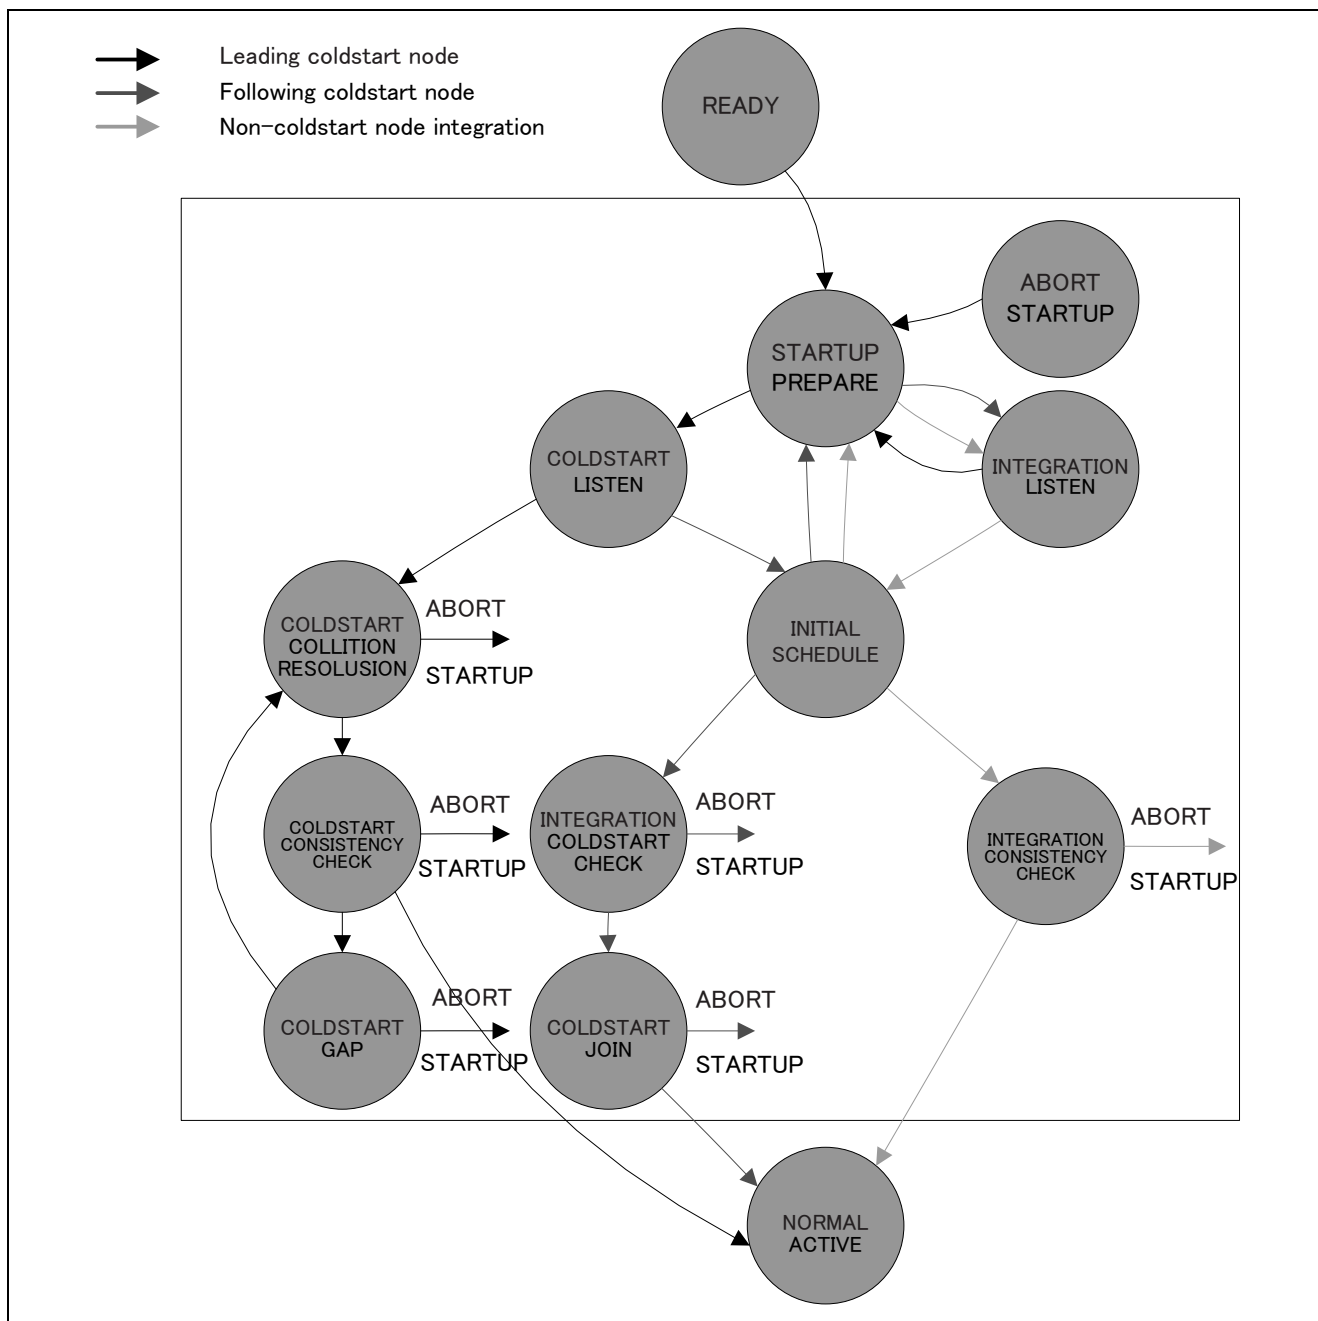 Leading coldstart node
Following coldstart node
Non-coldstart node integration
READY
ABORT
STARTUP
STARTUP
PREPARE
COLDSTART
LISTEN
INTEGRATION
LISTEN
COLDSTART
COLLITION
RESOLUSION
ABORT
STARTUP
INITIAL
SCHEDULE
COLDSTART
CONSISTENCY
CHECK
ABORT
STARTUP
INTEGRATION
COLDSTART
CHECK
ABORT
STARTUP
INTEGRATION
CONSISTENCY
CHECK
ABORT
STARTUP
COLDSTART
GAP
ABORT
STARTUP
COLDSTART
JOIN
ABORT
STARTUP
NORMAL
ACTIVE